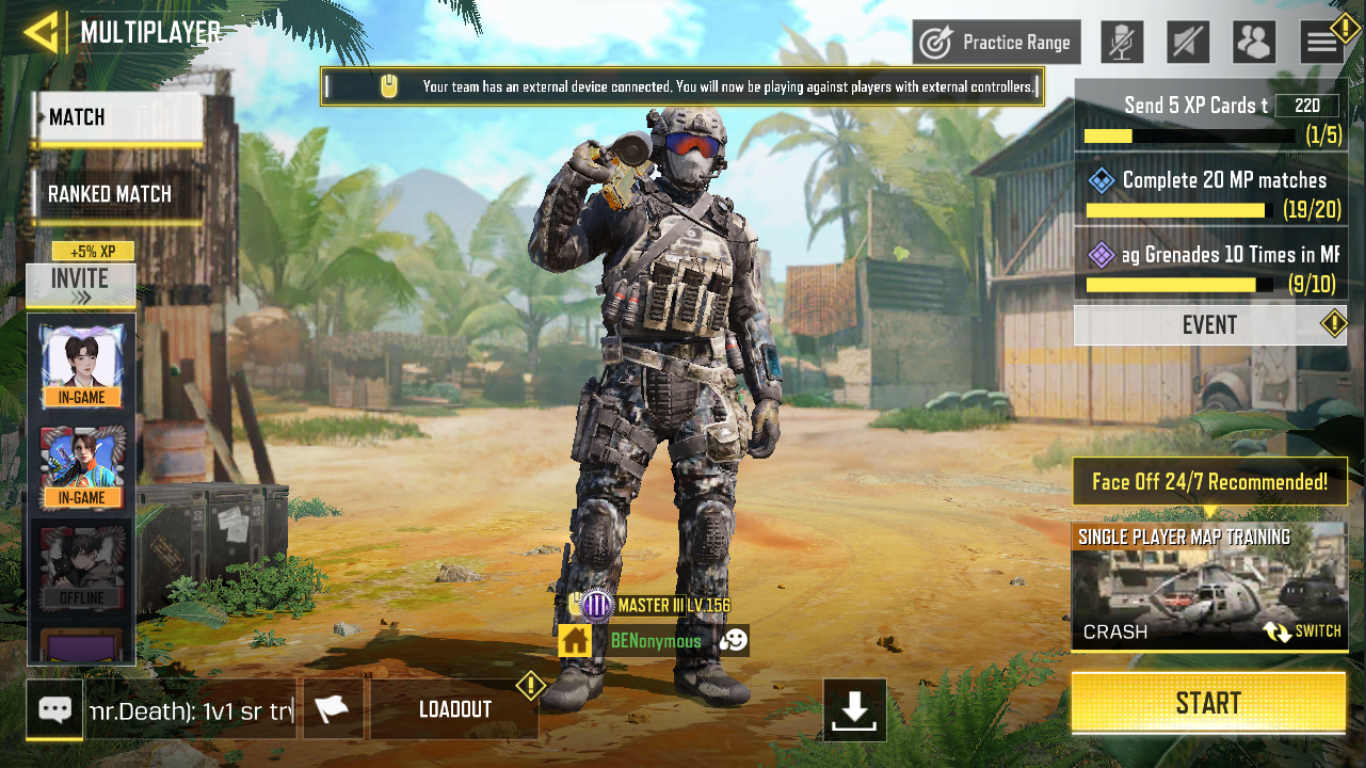 MULTIPLAYER
Practice Range
Your team has an external device connected. You will now be playing against players with external controllers.
MATCH
RANKED MATCH
+5% XP
INVITE
IN-GAME
IN-GAME
OFFLINE
Send 5 XP Cards t
22D
(1/5)
Complete 20 MP matches
(19/20)
ag Grenades 10 Times in MP
(9/10)
EVENT
Face Off 24/7 Recommended!
SINGLE PLAYER MAP TRAINING
CRASH
SWITCH
START
MASTER III LV.156
BENonymous
mr.Death): 1v1 sr try
LOADOUT